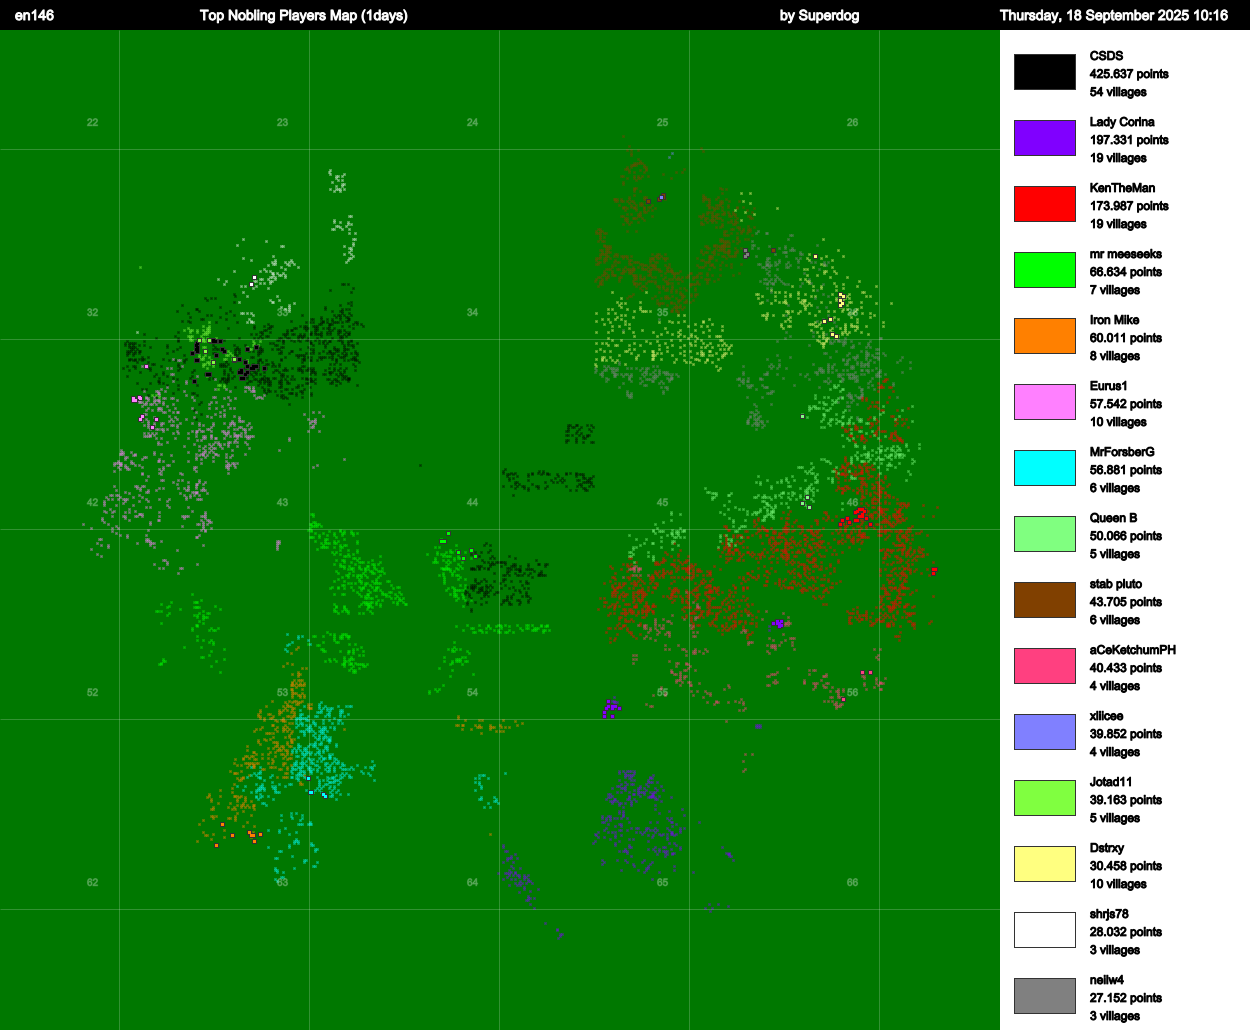 en146 Top Nobling Players Map (1days) by Superdog Thursday, 18 September 2025 10:16
CSDS
425.637 points
54 villages
Lady Corina
197.331 points
19 villages
KenTheMan
173.987 points
19 villages
mr meeseeks
66.634 points
7 villages
Iron Mike
60.011 points
8 villages
Eurus1
57.542 points
10 villages
MrForsberG
56.881 points
6 villages
Queen B
50.066 points
5 villages
stab pluto
43.705 points
6 villages
aCeKetchumPH
40.433 points
4 villages
xilicee
39.852 points
4 villages
Jotad11
39.163 points
5 villages
Dstrxy
30.458 points
10 villages
shrjs78
28.032 points
3 villages
neilw4
27.152 points
3 villages
22 23 24 25 26
32 33 34 35 36
42 43 44 45 46
52 53 54 55 56
62 63 64 65 66